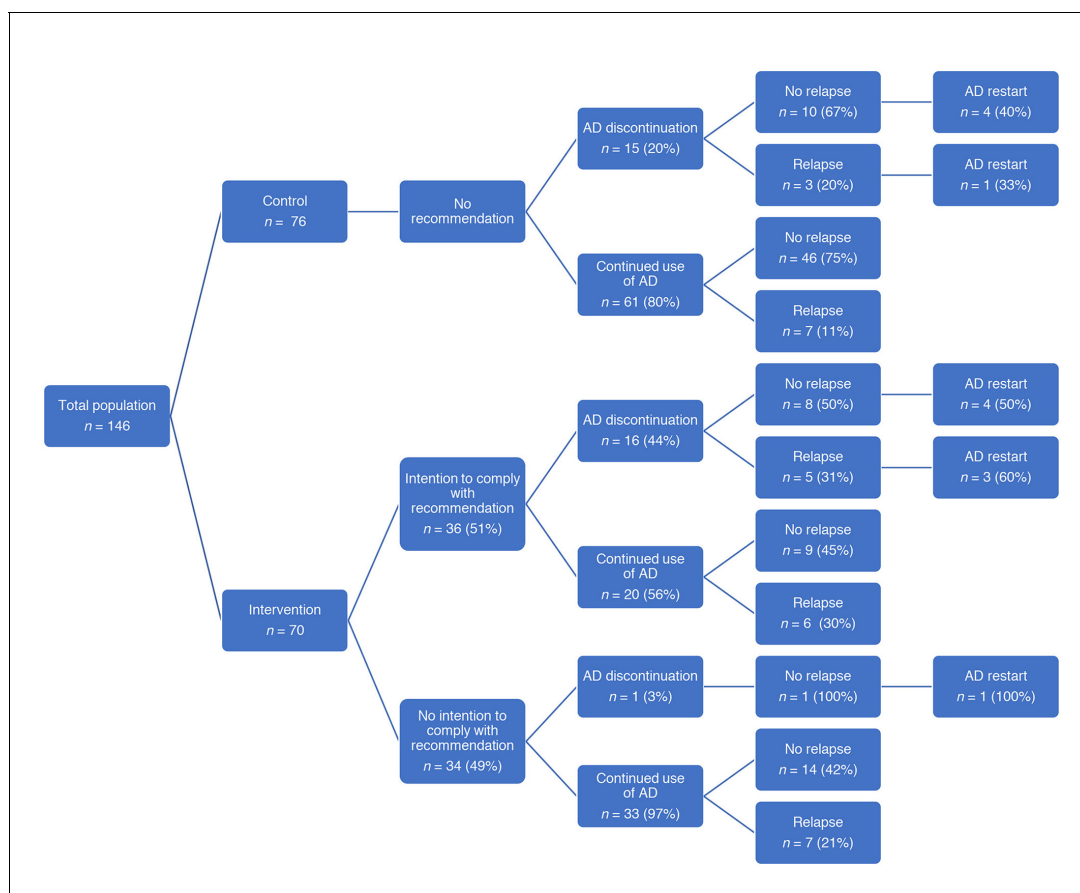 Total population
n = 146
Control
n = 76
No
recommendation
AD discontinuation
n = 15 (20%)
No relapse
n = 10 (67%)
AD restart
n = 4 (40%)
Relapse
n = 3 (20%)
AD restart
n = 1 (33%)
Continued use
of AD
n = 61 (80%)
No relapse
n = 46 (75%)
Relapse
n = 7 (11%)
Intervention
n = 70
Intention to comply
with
recommendation
n = 36 (51%)
AD discontinuation
n = 16 (44%)
No relapse
n = 8 (50%)
AD restart
n = 4 (50%)
Relapse
n = 5 (31%)
AD restart
n = 3 (60%)
Continued use
of AD
n = 20 (56%)
No relapse
n = 9 (45%)
Relapse
n = 6 (30%)
No intention to
comply with
recommendation
n = 34 (49%)
AD discontinuation
n = 1 (3%)
No relapse
n = 1 (100%)
AD restart
n = 1 (100%)
Continued use
of AD
n = 33 (97%)
No relapse
n = 14 (42%)
Relapse
n = 7 (21%)